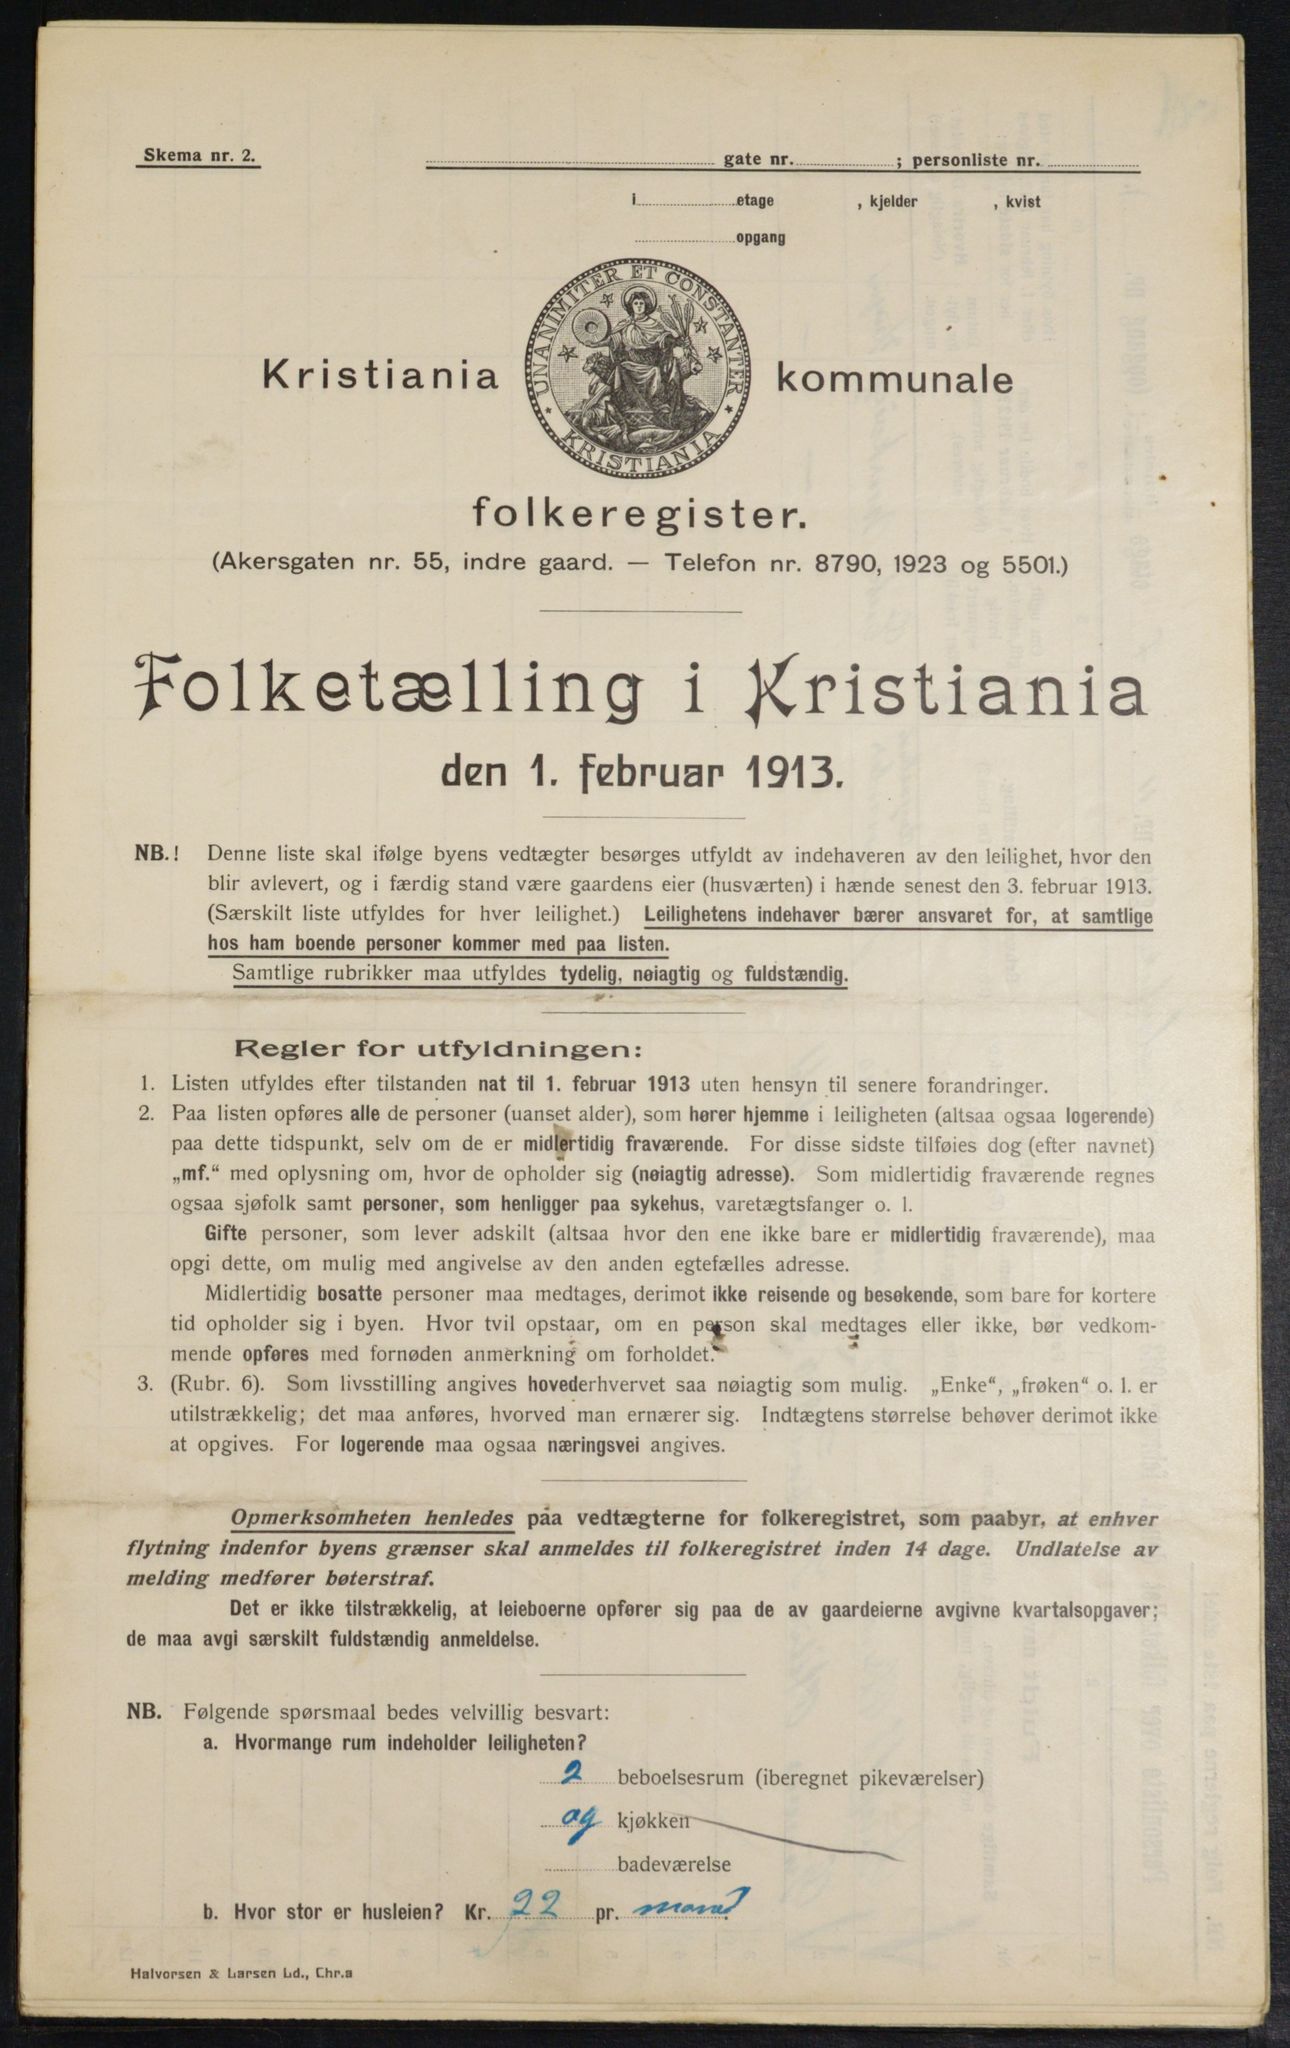 Skema nr. 2.
gate nr. ; personliste nr.
i etage , kjelder , kvist
opgang
UNANIMITER ET CONSTANTER
* KRISTIANIA *
Kristiania kommunale
folkeregister.
(Akersgaten nr. 55, indre gaard. — Telefon nr. 8790, 1923 og 5501.)
Folketælling i Kristiania
den 1. februar 1913.
NB.! Denne liste skal ifølge byens vedtægter besørges utfyldt av indehaveren av den leilighet, hvor den
blir avlevert, og i færdig stand være gaardens eier (husværten) i hænde senest den 3. februar 1913.
(Særskilt liste utfyldes for hver leilighet.) Leilighetens indehaver bærer ansvaret for, at samtlige
hos ham boende personer kommer med paa listen.
Samtlige rubrikker maa utfyldes tydelig, nøiagtig og fuldstændig.
Regler for utfyldningen:
1. Listen utfyldes efter tilstanden nat til 1. februar 1913 uten hensyn til senere forandringer.
2. Paa listen opføres alle de personer (uanset alder), som hører hjemme i leiligheten (altsaa ogsaa logerende)
paa dette tidspunkt, selv om de er midlertidig fraværende. For disse sidste tilføies dog (efter navnet)
„mf.“ med oplysning om, hvor de opholder sig (nøiagtig adresse). Som midlertidig fraværende regnes
ogsaa sjøfolk samt personer, som henligger paa sykehus, varetægtsfanger o. l.
Gifte personer, som lever adskilt (altsaa hvor den ene ikke bare er midlertidig fraværende), maa
opgi dette, om mulig med angivelse av den anden egtefælles adresse.
Midlertidig bosatte personer maa medtages, derimot ikke reisende og besøkende, som bare for kortere
tid opholder sig i byen. Hvor tvil opstaar, om en person skal medtages eller ikke, bør vedkom-
mende opføres med fornøden anmerkning om forholdet.
3. (Rubr. 6). Som livsstilling angives hovederhvervet saa nøiagtig som mulig. „Enke“, „frøken“ o. l. er
utilstrækkelig; det maa anføres, hvorved man ernærer sig. Indtægtens størrelse behøver derimot ikke
at opgives. For logerende maa ogsaa næringsvei angives.
Opmerksomheten henledes paa vedtægterne for folkeregistret, som paabyr, at enhver
flytning indenfor byens grænser skal anmeldes til folkeregistret inden 14 dage. Undlatelse av
melding medfører bøterstraf.
Det er ikke tilstrækkelig, at leieboerne opfører sig paa de av gaardeierne avgivne kvartalsopgaver;
de maa avgi særskilt fuldstændig anmeldelse.
NB. Følgende spørsmaal bedes velvillig besvart:
a. Hvormange rum indeholder leiligheten?
2 beboelsesrum (iberegnet pikeværelser)
og kjøkken
badeværelse
b. Hvor stor er husleien? Kr. 22 pr. maaned
Halvorsen & Larsen Ld., Chr.a